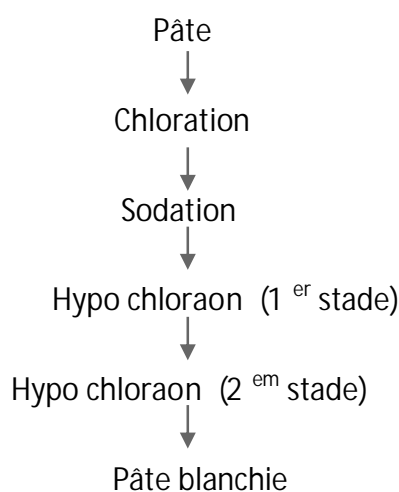 Pâte
Chloration
Sodation
Hypo chloraon (1 er stade)
Hypo chloraon (2 em stade)
Pâte blanchie